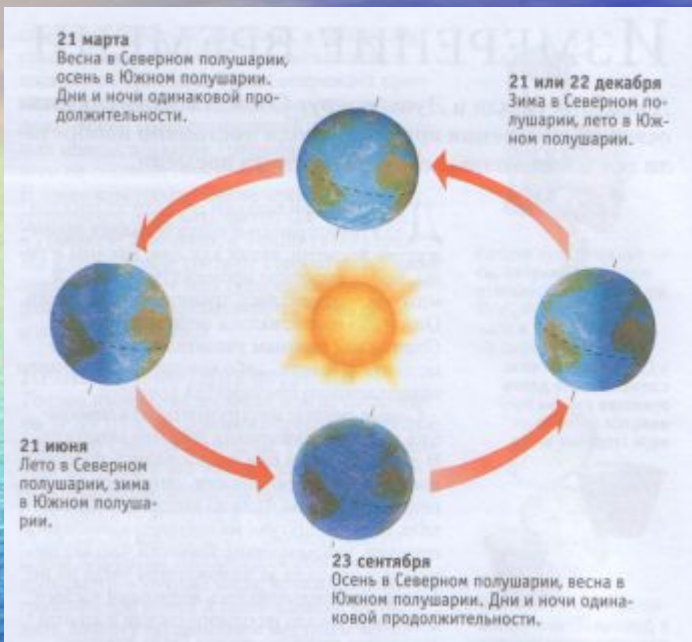 ИЗМЕРЕНИЕ ВРЕМЕНИ
21 марта
Весна в Северном полушарии,
осень в Южном полушарии.
Дни и ночи одинаковой про-
должительности.
21 или 22 декабря
Зима в Северном по-
лушарии, лето в Юж-
ном полушарии.
21 июня
Лето в Северном
полушарии, зима
в Южном полуша-
рии.
23 сентября
Осень в Северном полушарии, весна в
Южном полушарии. Дни и ночи одина-
ковой продолжительности.